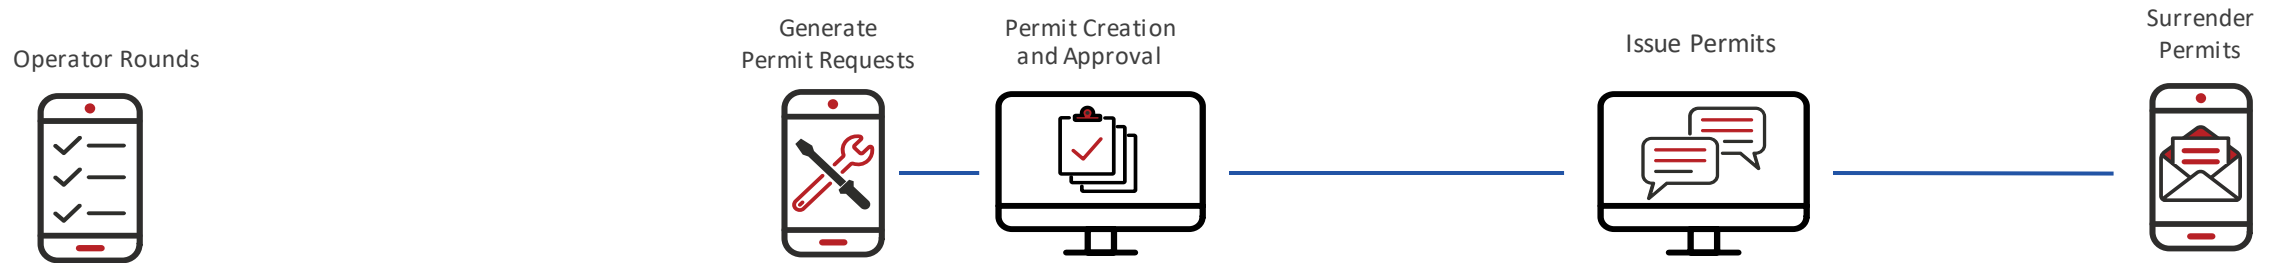 Operator Rounds
Generate
Permit Requests
Permit Creation
and Approval
Issue Permits
Surrender
Permits